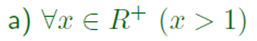 a) ∀x ∈ R⁺ (x > 1)